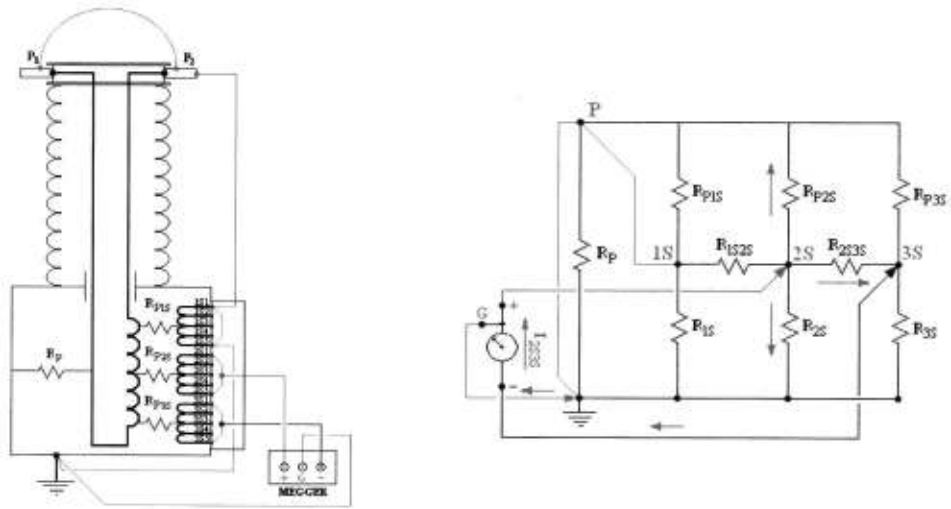 P1 P2
RP1S
RP
RP2S
RP3S
+ G -
MEGGER
P
RP1S RP2S RP3S
RP
1S R1S2S 2S R2S3S 3S
G +
I2S3S
R1S R2S R3S
-